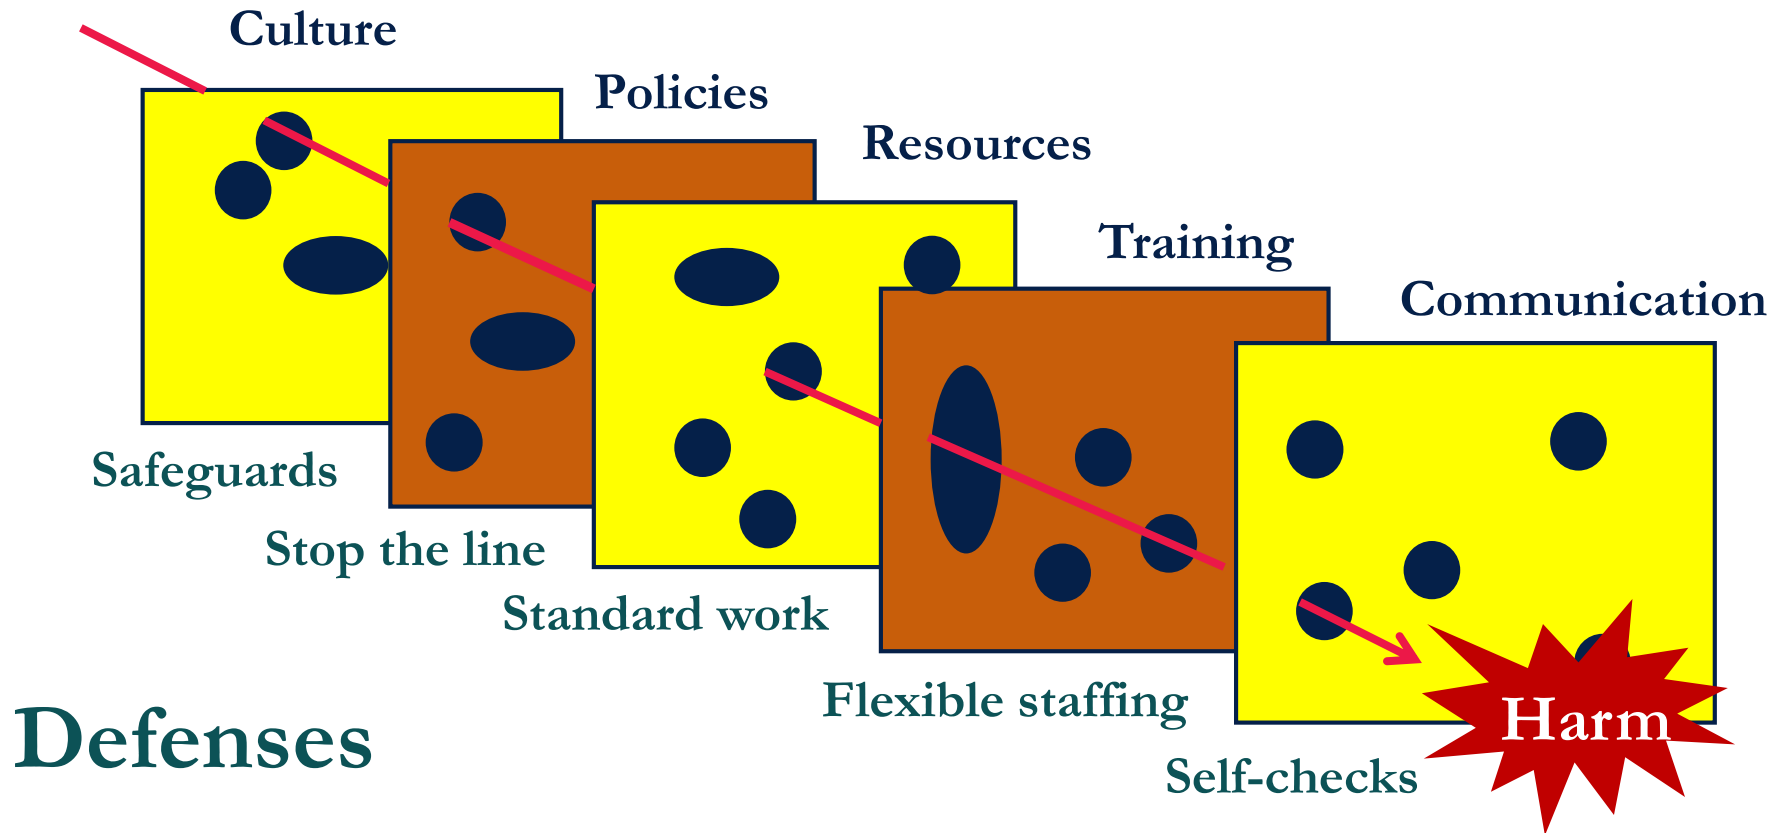 Culture
Policies
Resources
Training
Communication
Safeguards
Stop the line
Standard work
Flexible staffing
Self-checks
Defenses
Harm